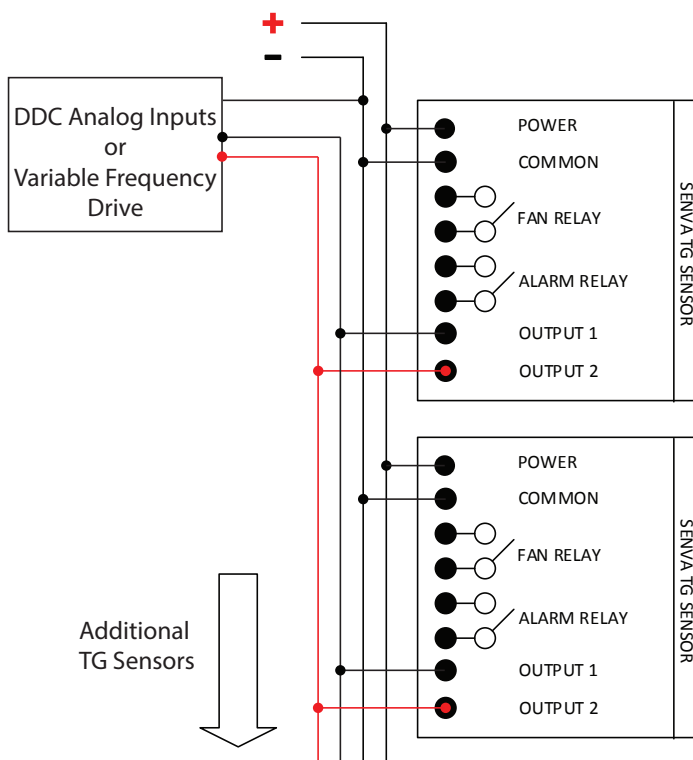 +
-
DDC Analog Inputs
or
Variable Frequency
Drive
POWER
COMMON
FAN RELAY
ALARM RELAY
OUTPUT 1
OUTPUT 2
SENVA TG SENSOR
POWER
COMMON
FAN RELAY
ALARM RELAY
OUTPUT 1
OUTPUT 2
SENVA TG SENSOR
Additional
TG Sensors